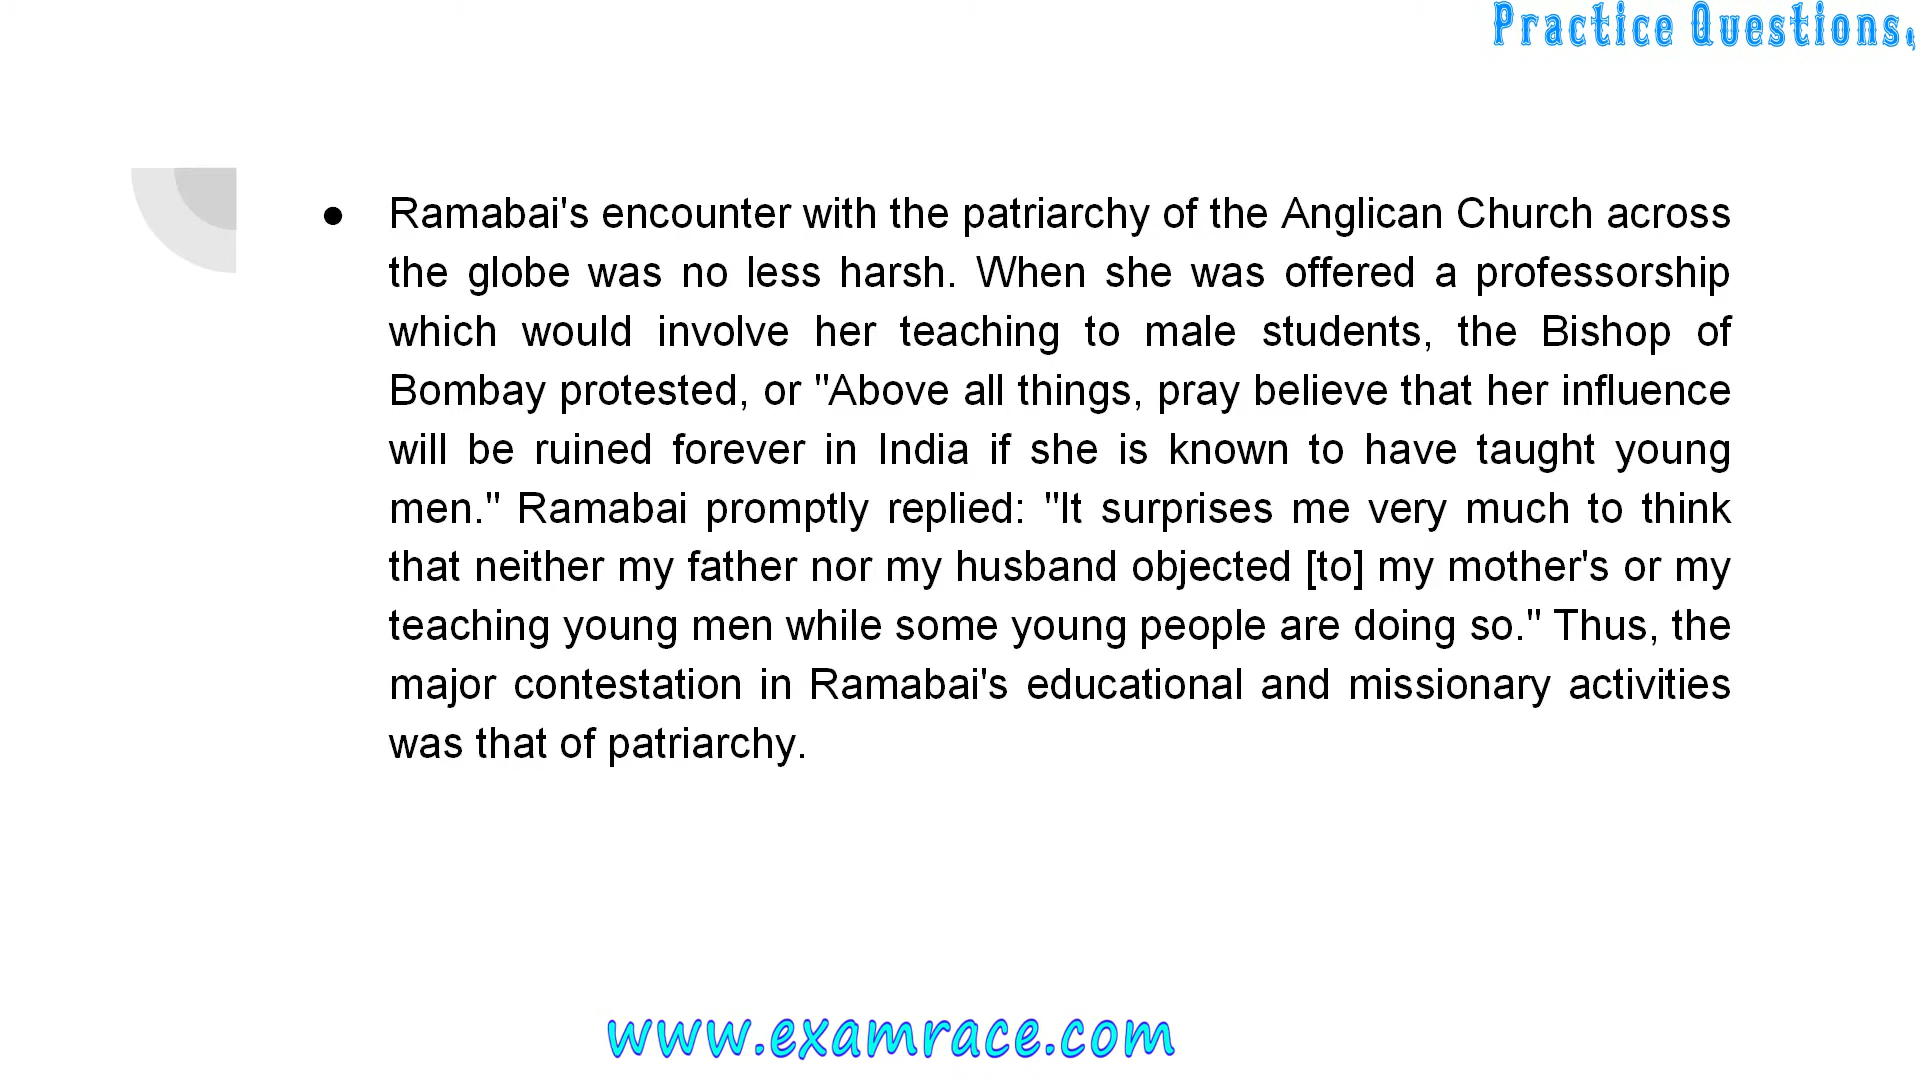 Practice Questions,
● Ramabai's encounter with the patriarchy of the Anglican Church across
the globe was no less harsh. When she was offered a professorship
which would involve her teaching to male students, the Bishop of
Bombay protested, or "Above all things, pray believe that her influence
will be ruined forever in India if she is known to have taught young
men." Ramabai promptly replied: "It surprises me very much to think
that neither my father nor my husband objected [to] my mother's or my
teaching young men while some young people are doing so." Thus, the
major contestation in Ramabai's educational and missionary activities
was that of patriarchy.
www.examrace.com